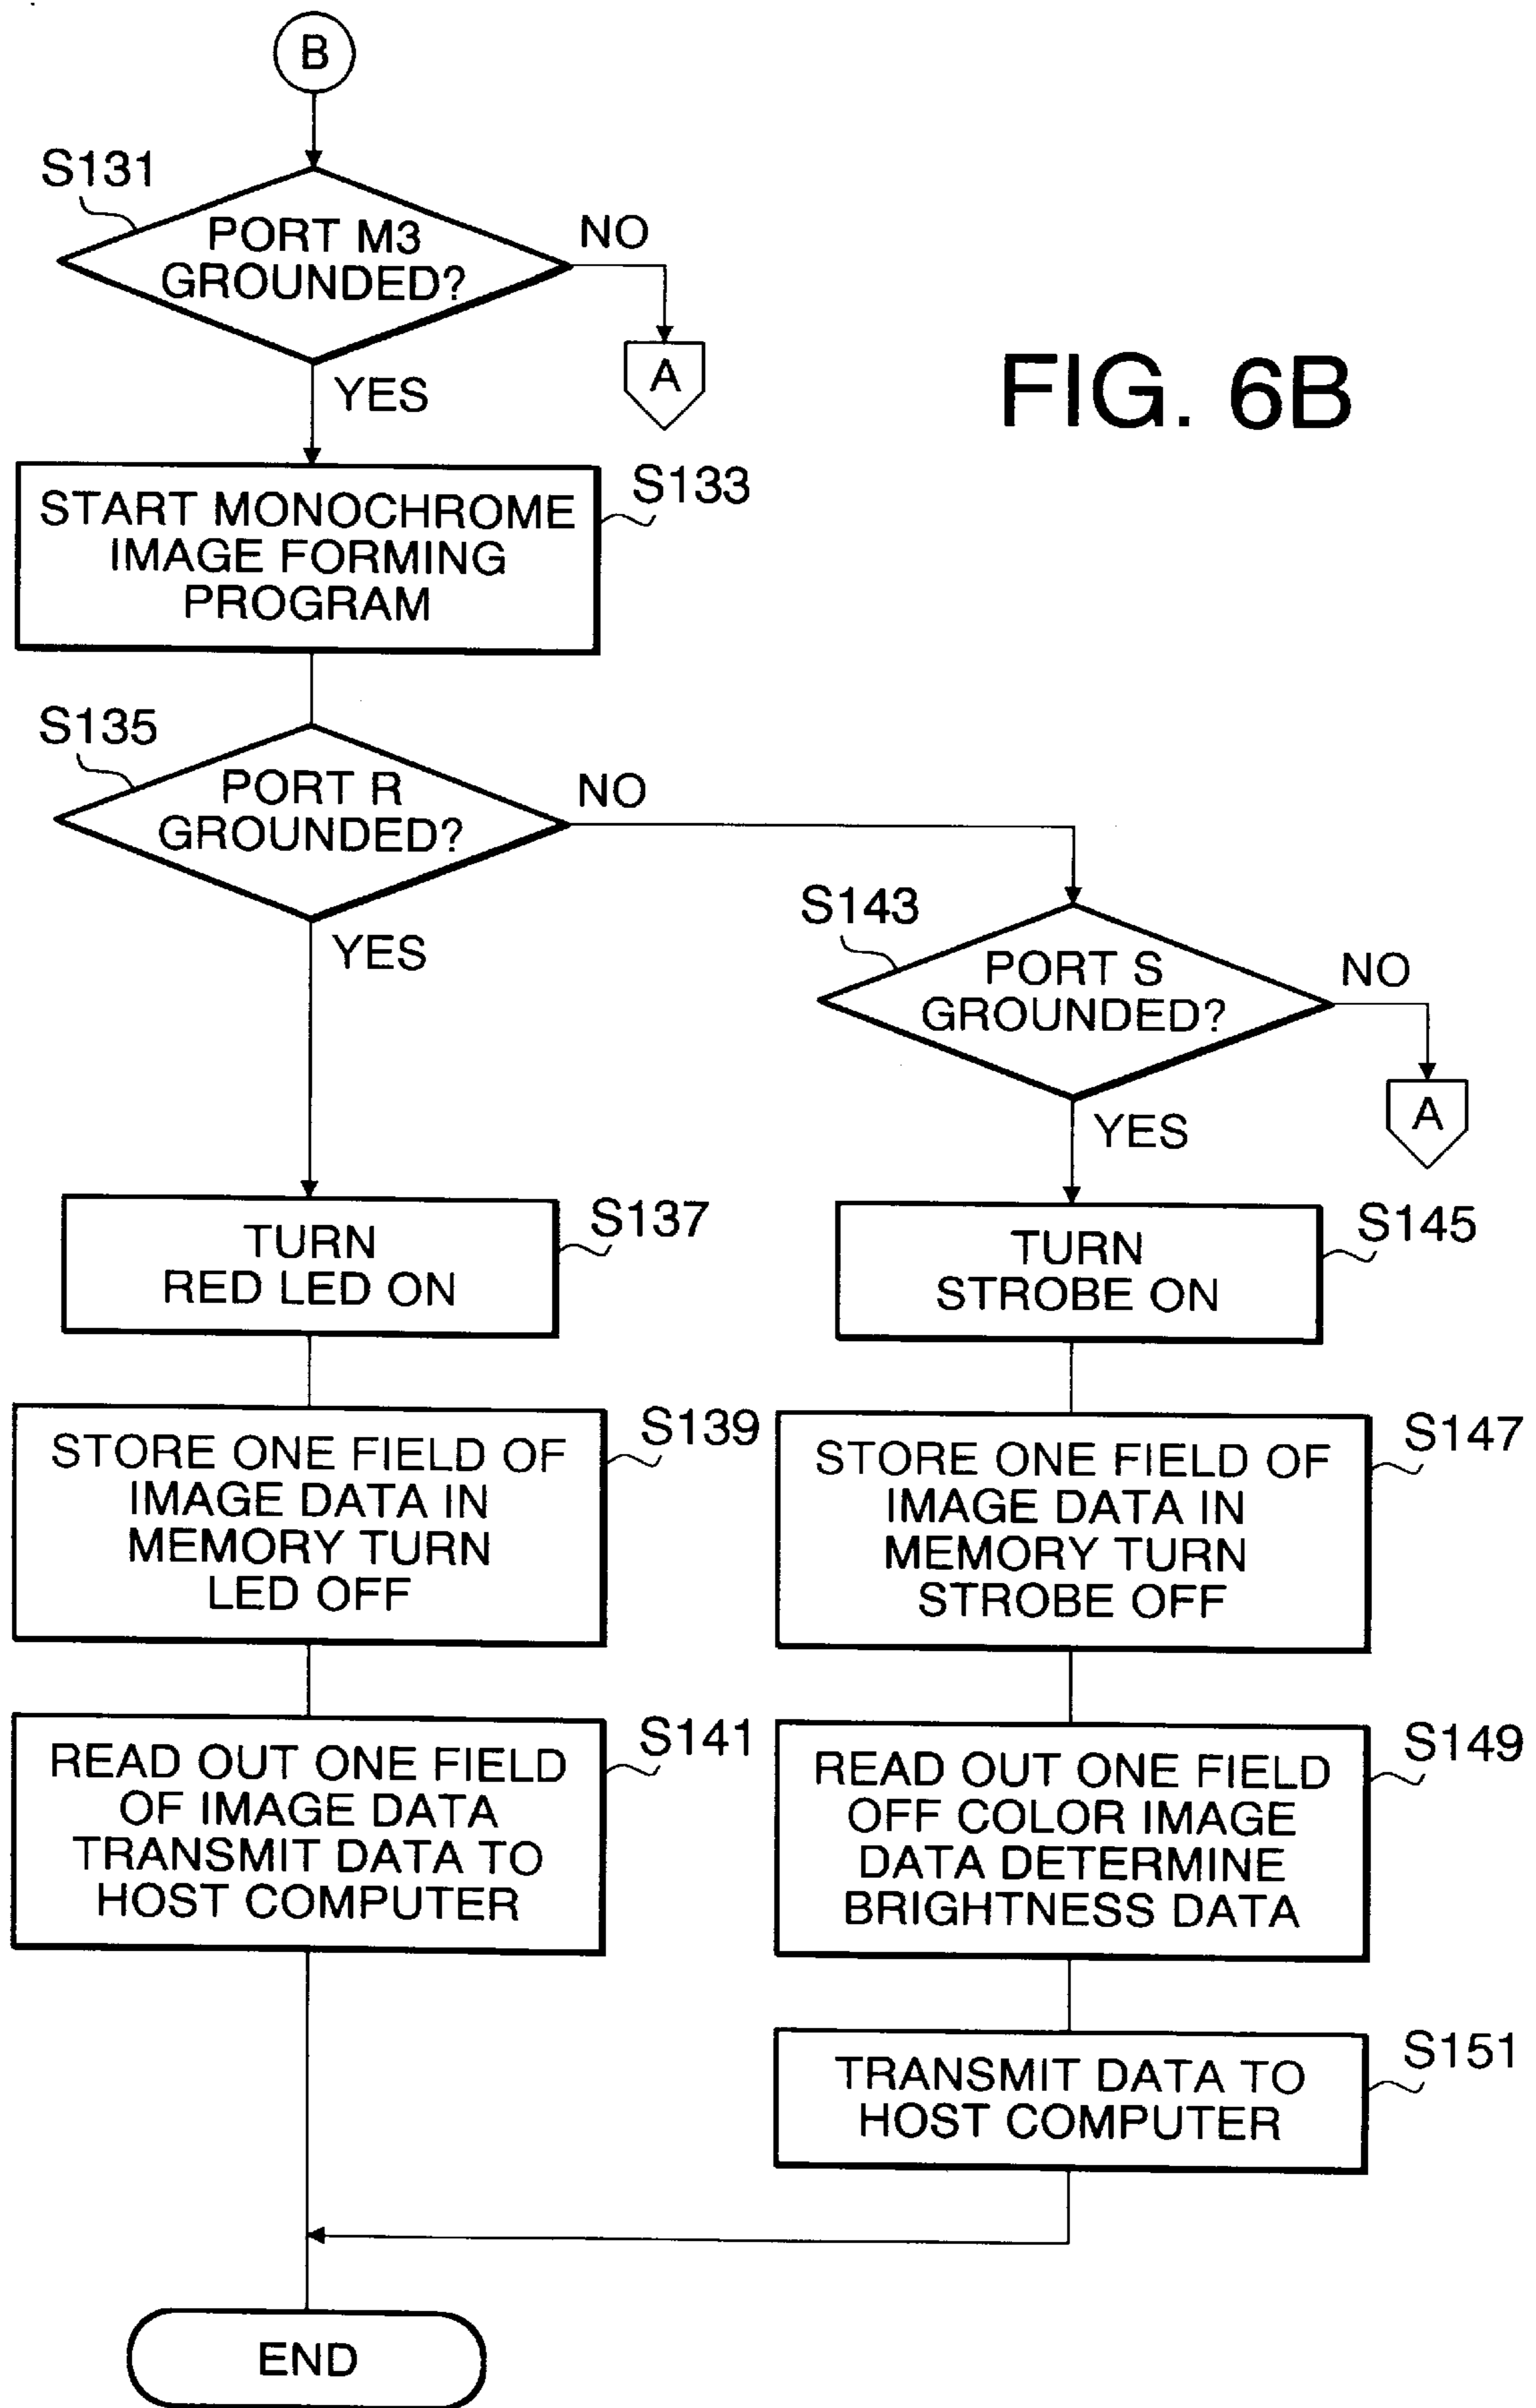 B
S131
PORT M3
GROUNDED?
NO
A
YES
FIG. 6B
S133
START MONOCHROME
IMAGE FORMING
PROGRAM
S135
PORT R
GROUNDED?
NO
YES
S143
PORT S
GROUNDED?
NO
A
YES
S137
TURN
RED LED ON
S145
TURN
STROBE ON
S139
STORE ONE FIELD OF
IMAGE DATA IN
MEMORY TURN
LED OFF
S147
STORE ONE FIELD OF
IMAGE DATA IN
MEMORY TURN
STROBE OFF
S141
READ OUT ONE FIELD
OF IMAGE DATA
TRANSMIT DATA TO
HOST COMPUTER
S149
READ OUT ONE FIELD
OFF COLOR IMAGE
DATA DETERMINE
BRIGHTNESS DATA
S151
TRANSMIT DATA TO
HOST COMPUTER
END